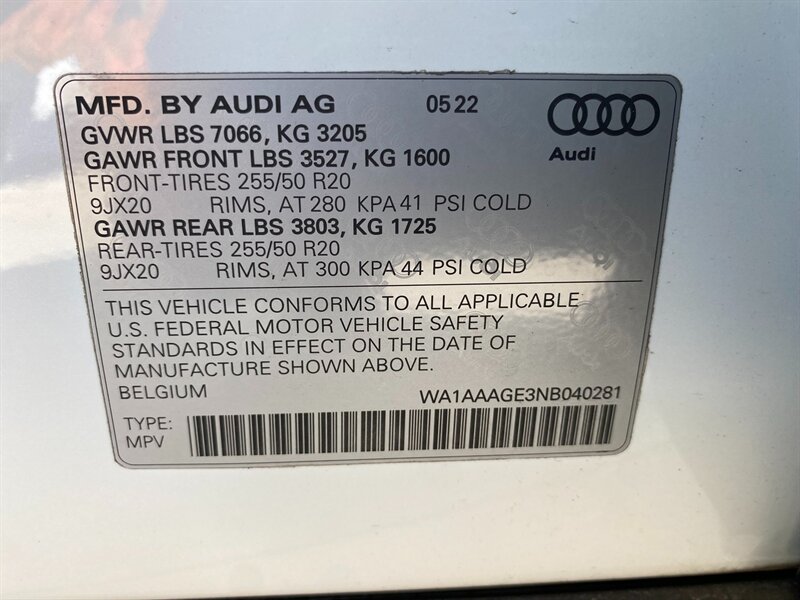 MFD. BY AUDI AG 05 22
Audi
GVWR LBS 7066, KG 3205
GAWR FRONT LBS 3527, KG 1600
FRONT-TIRES 255/50 R20
9JX20 RIMS, AT 280 KPA 41 PSI COLD
GAWR REAR LBS 3803, KG 1725
REAR-TIRES 255/50 R20
9JX20 RIMS, AT 300 KPA 44 PSI COLD
THIS VEHICLE CONFORMS TO ALL APPLICABLE
U.S. FEDERAL MOTOR VEHICLE SAFETY
STANDARDS IN EFFECT ON THE DATE OF
MANUFACTURE SHOWN ABOVE.
BELGIUM WA1AAAGE3NB040281
TYPE:
MPV